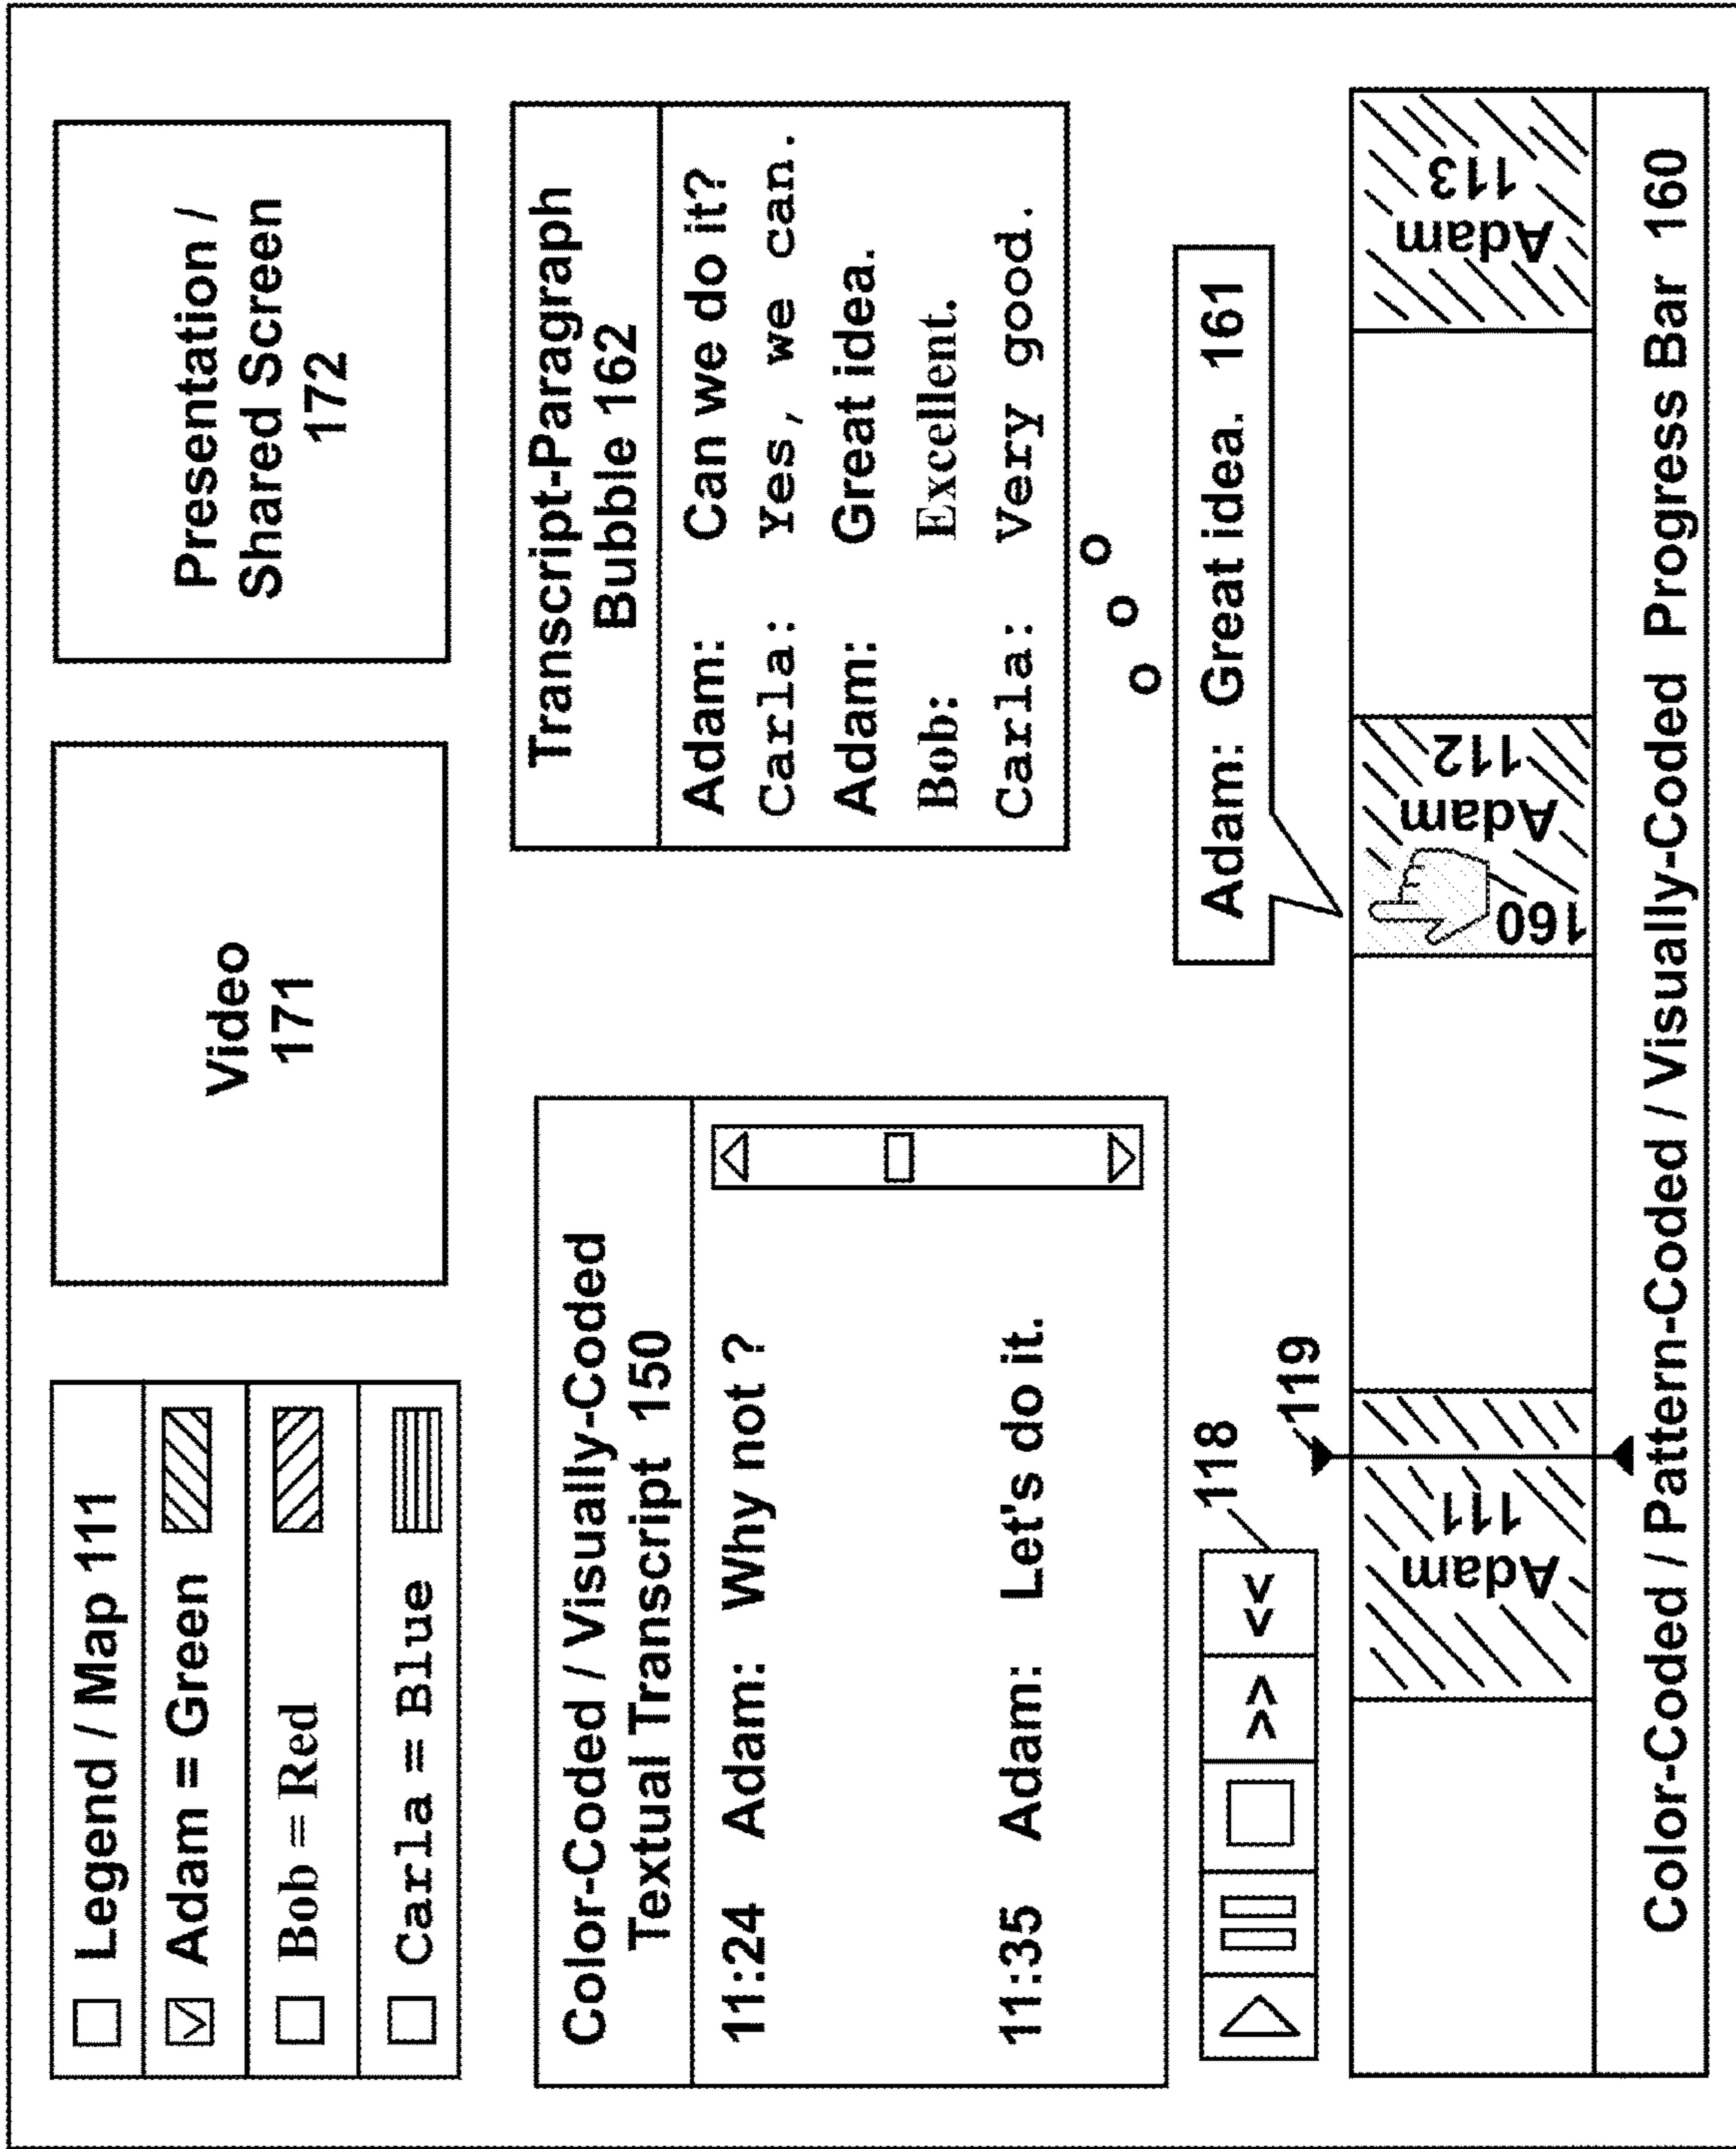 Legend / Map 111
Adam = Green
Bob = Red
Carla = Blue
Video
171
Presentation /
Shared Screen
172
Color-Coded / Visually-Coded
Textual Transcript 150
11:24 Adam: Why not ?
11:35 Adam: Let's do it.
Transcript-Paragraph
Bubble 162
Adam: Can we do it?
Carla: Yes, we can.
Adam: Great idea.
Bob: Excellent.
Carla: Very good.
>> <<
118
119
Adam: Great idea. 161
Adam
111
160
Adam
112
Adam
113
Color-Coded / Pattern-Coded / Visually-Coded Progress Bar 160